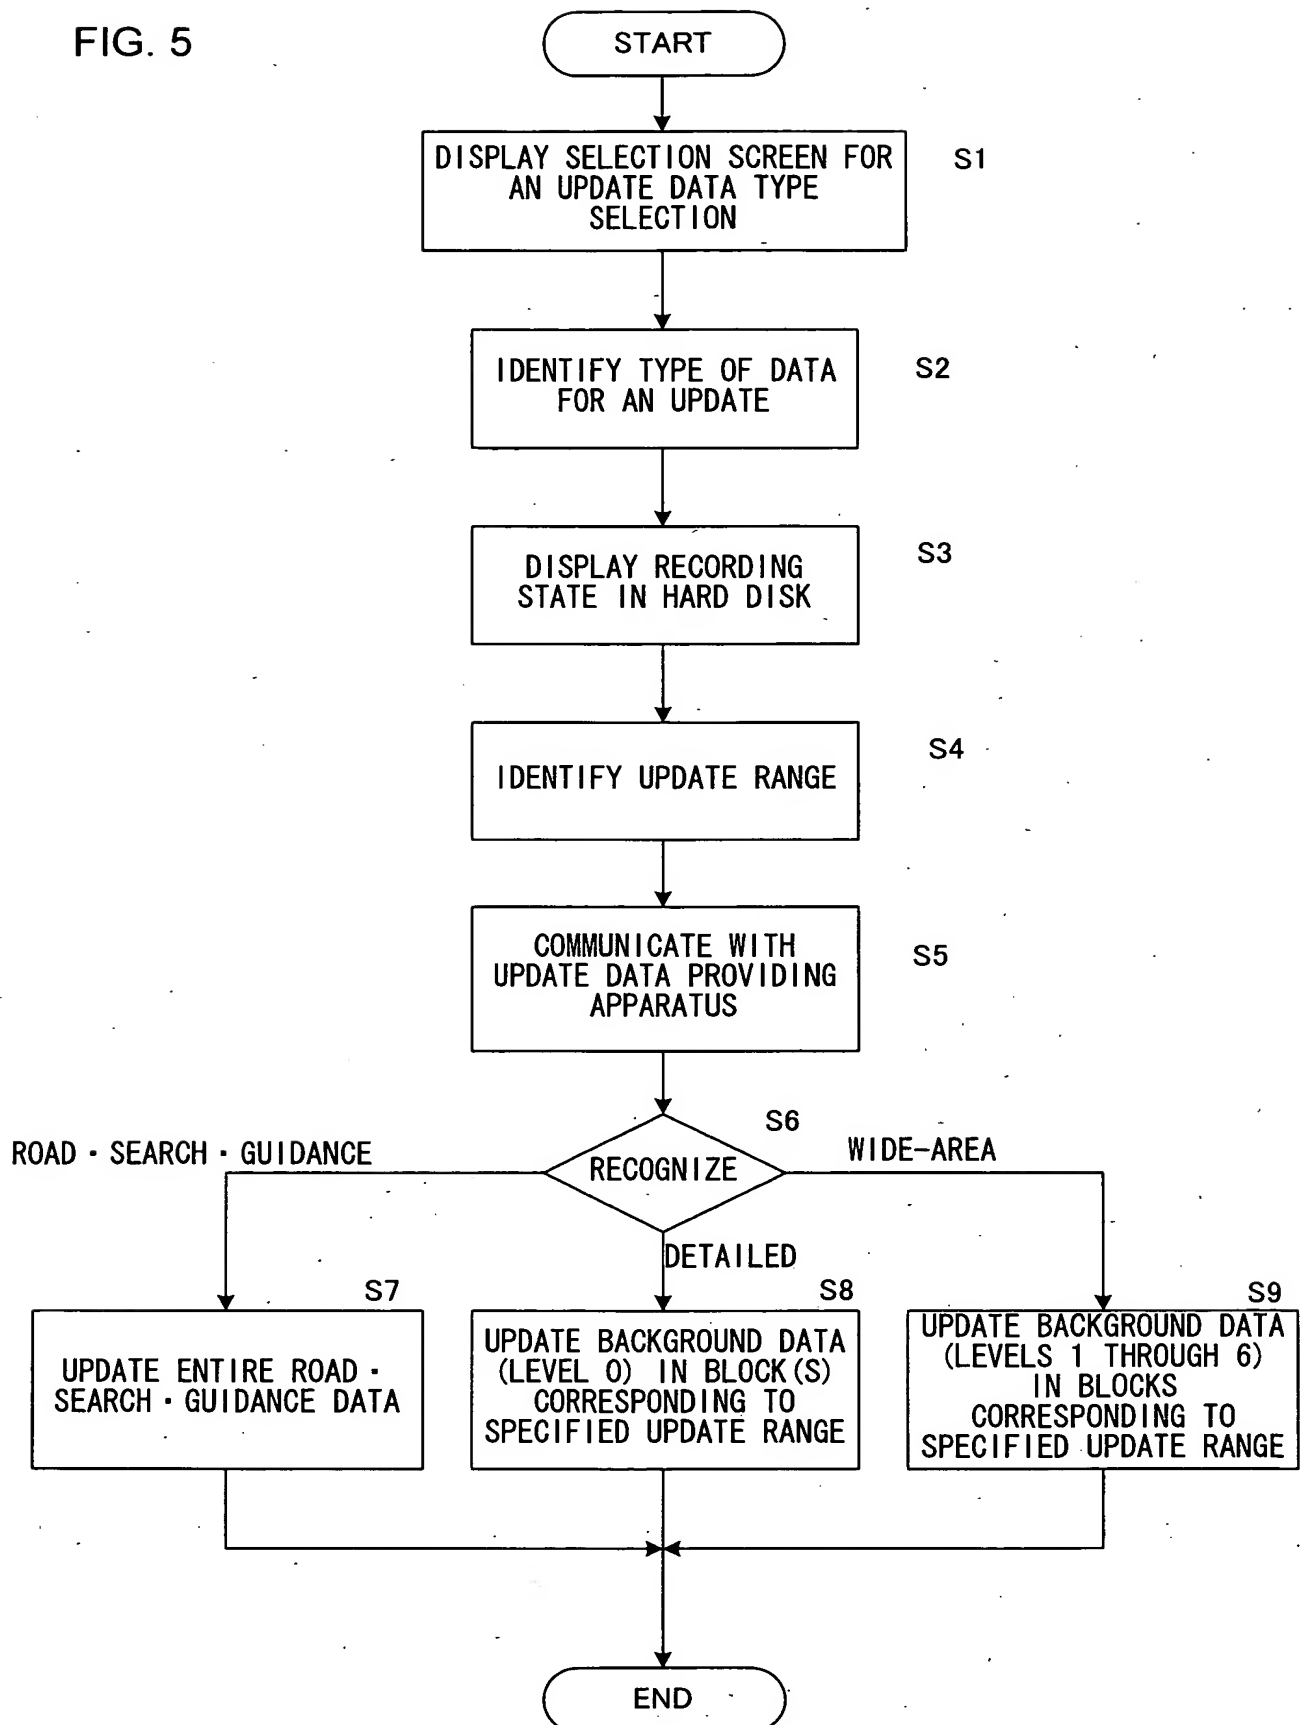 FIG. 5
START
DISPLAY SELECTION SCREEN FOR
AN UPDATE DATA TYPE
SELECTION
S1
IDENTIFY TYPE OF DATA
FOR AN UPDATE
S2
DISPLAY RECORDING
STATE IN HARD DISK
S3
IDENTIFY UPDATE RANGE
S4
COMMUNICATE WITH
UPDATE DATA PROVIDING
APPARATUS
S5
RECOGNIZE
S6
ROAD・SEARCH・GUIDANCE
DETAILED
WIDE-AREA
S7
UPDATE ENTIRE ROAD・
SEARCH・GUIDANCE DATA
S8
UPDATE BACKGROUND DATA
(LEVEL 0) IN BLOCK(S)
CORRESPONDING TO
SPECIFIED UPDATE RANGE
S9
UPDATE BACKGROUND DATA
(LEVELS 1 THROUGH 6)
IN BLOCKS
CORRESPONDING TO
SPECIFIED UPDATE RANGE
END